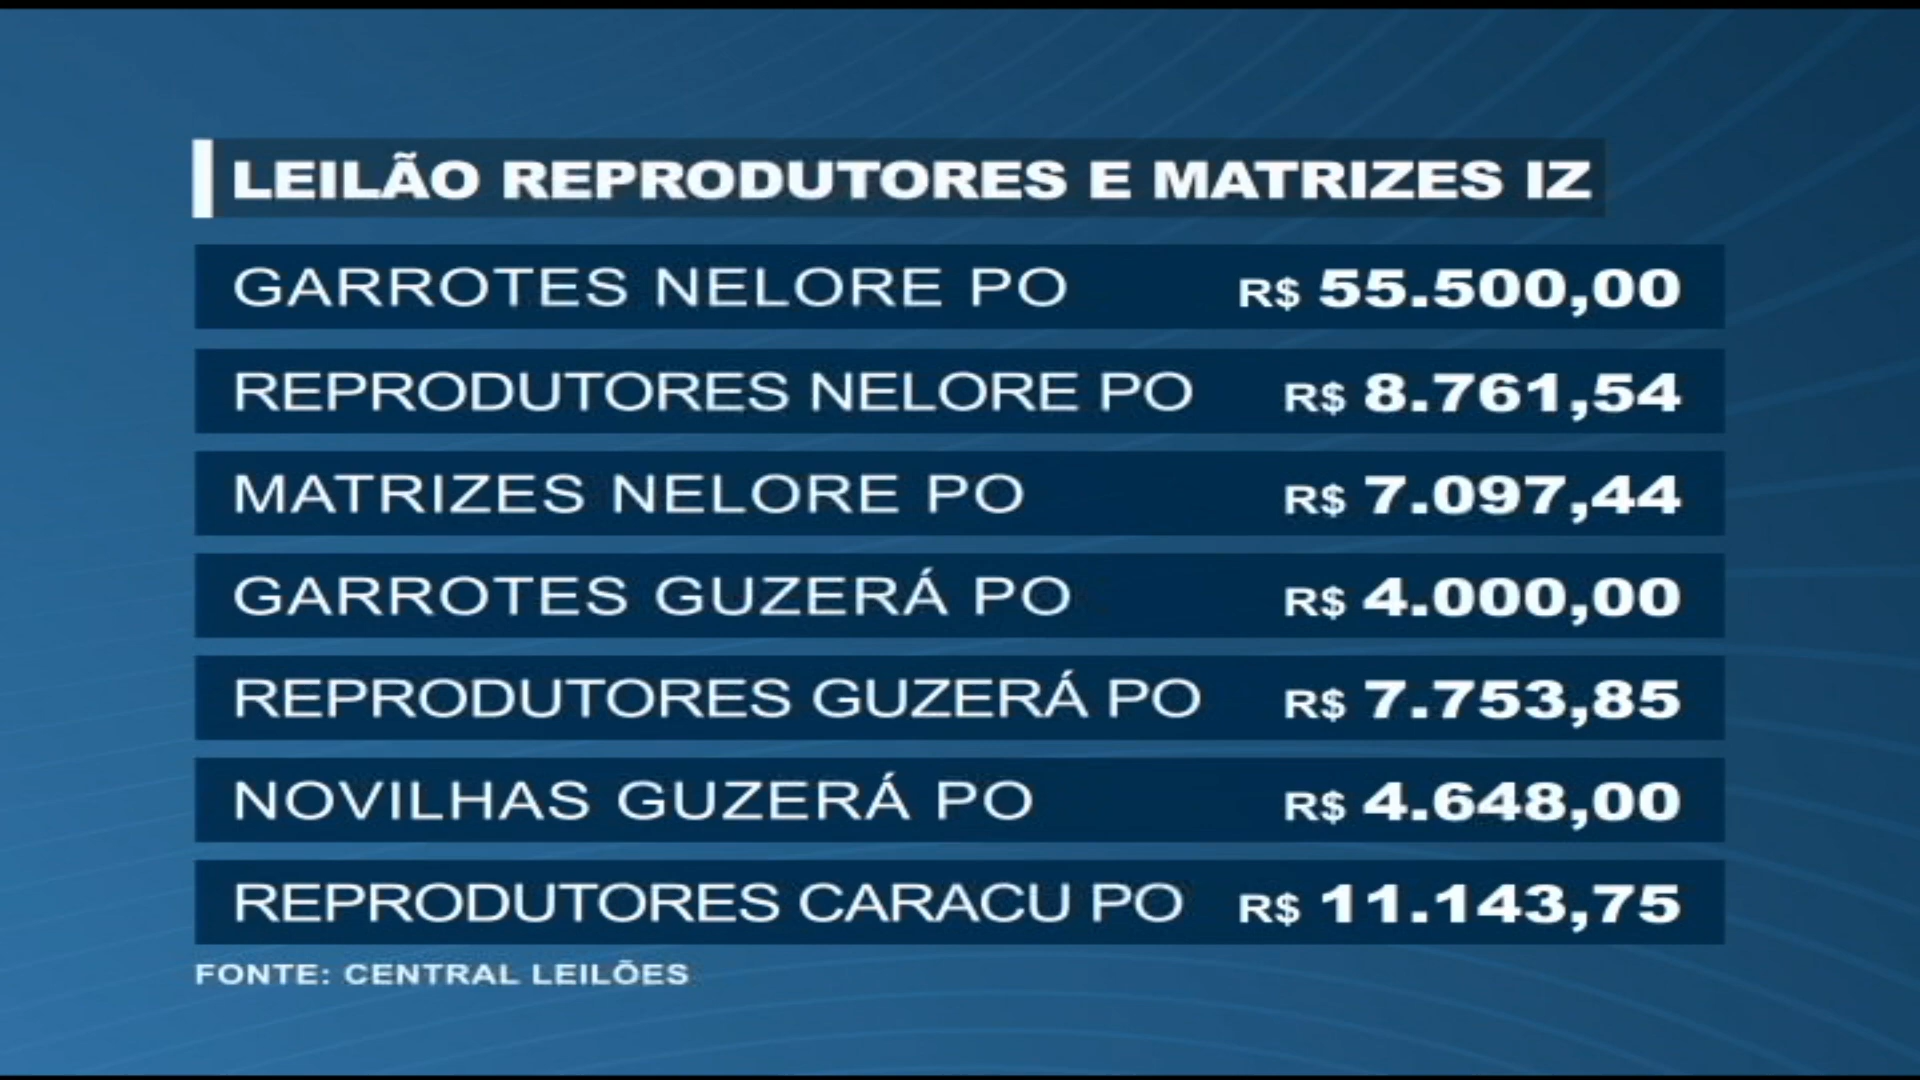 LEILÃO REPRODUTORES E MATRIZES IZ
GARROTES NELORE PO R$ 55.500,00
REPRODUTORES NELORE PO R$ 8.761,54
MATRIZES NELORE PO R$ 7.097,44
GARROTES GUZERÁ PO R$ 4.000,00
REPRODUTORES GUZERÁ PO R$ 7.753,85
NOVILHAS GUZERÁ PO R$ 4.648,00
REPRODUTORES CARACU PO R$ 11.143,75
FONTE: CENTRAL LEILÕES